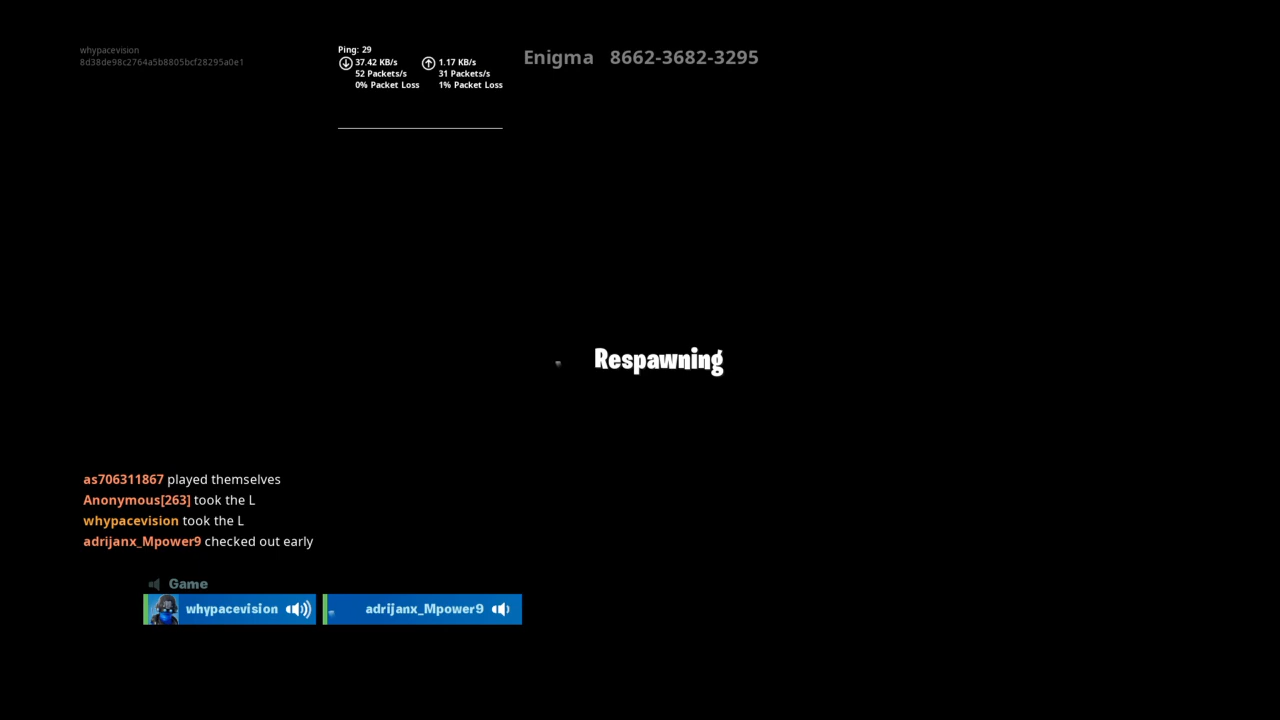 whypacevision
8d38de98c2764a5b8805bcf28295a0e1
Ping: 29
37.42 KB/s 1.17 KB/s
52 Packets/s 31 Packets/s
0% Packet Loss 1% Packet Loss
Enigma 8662-3682-3295
Respawning
as706311867 played themselves
Anonymous[263] took the L
whypacevision took the L
adrijanx_Mpower9 checked out early
Game
whypacevision adrijanx_Mpower9